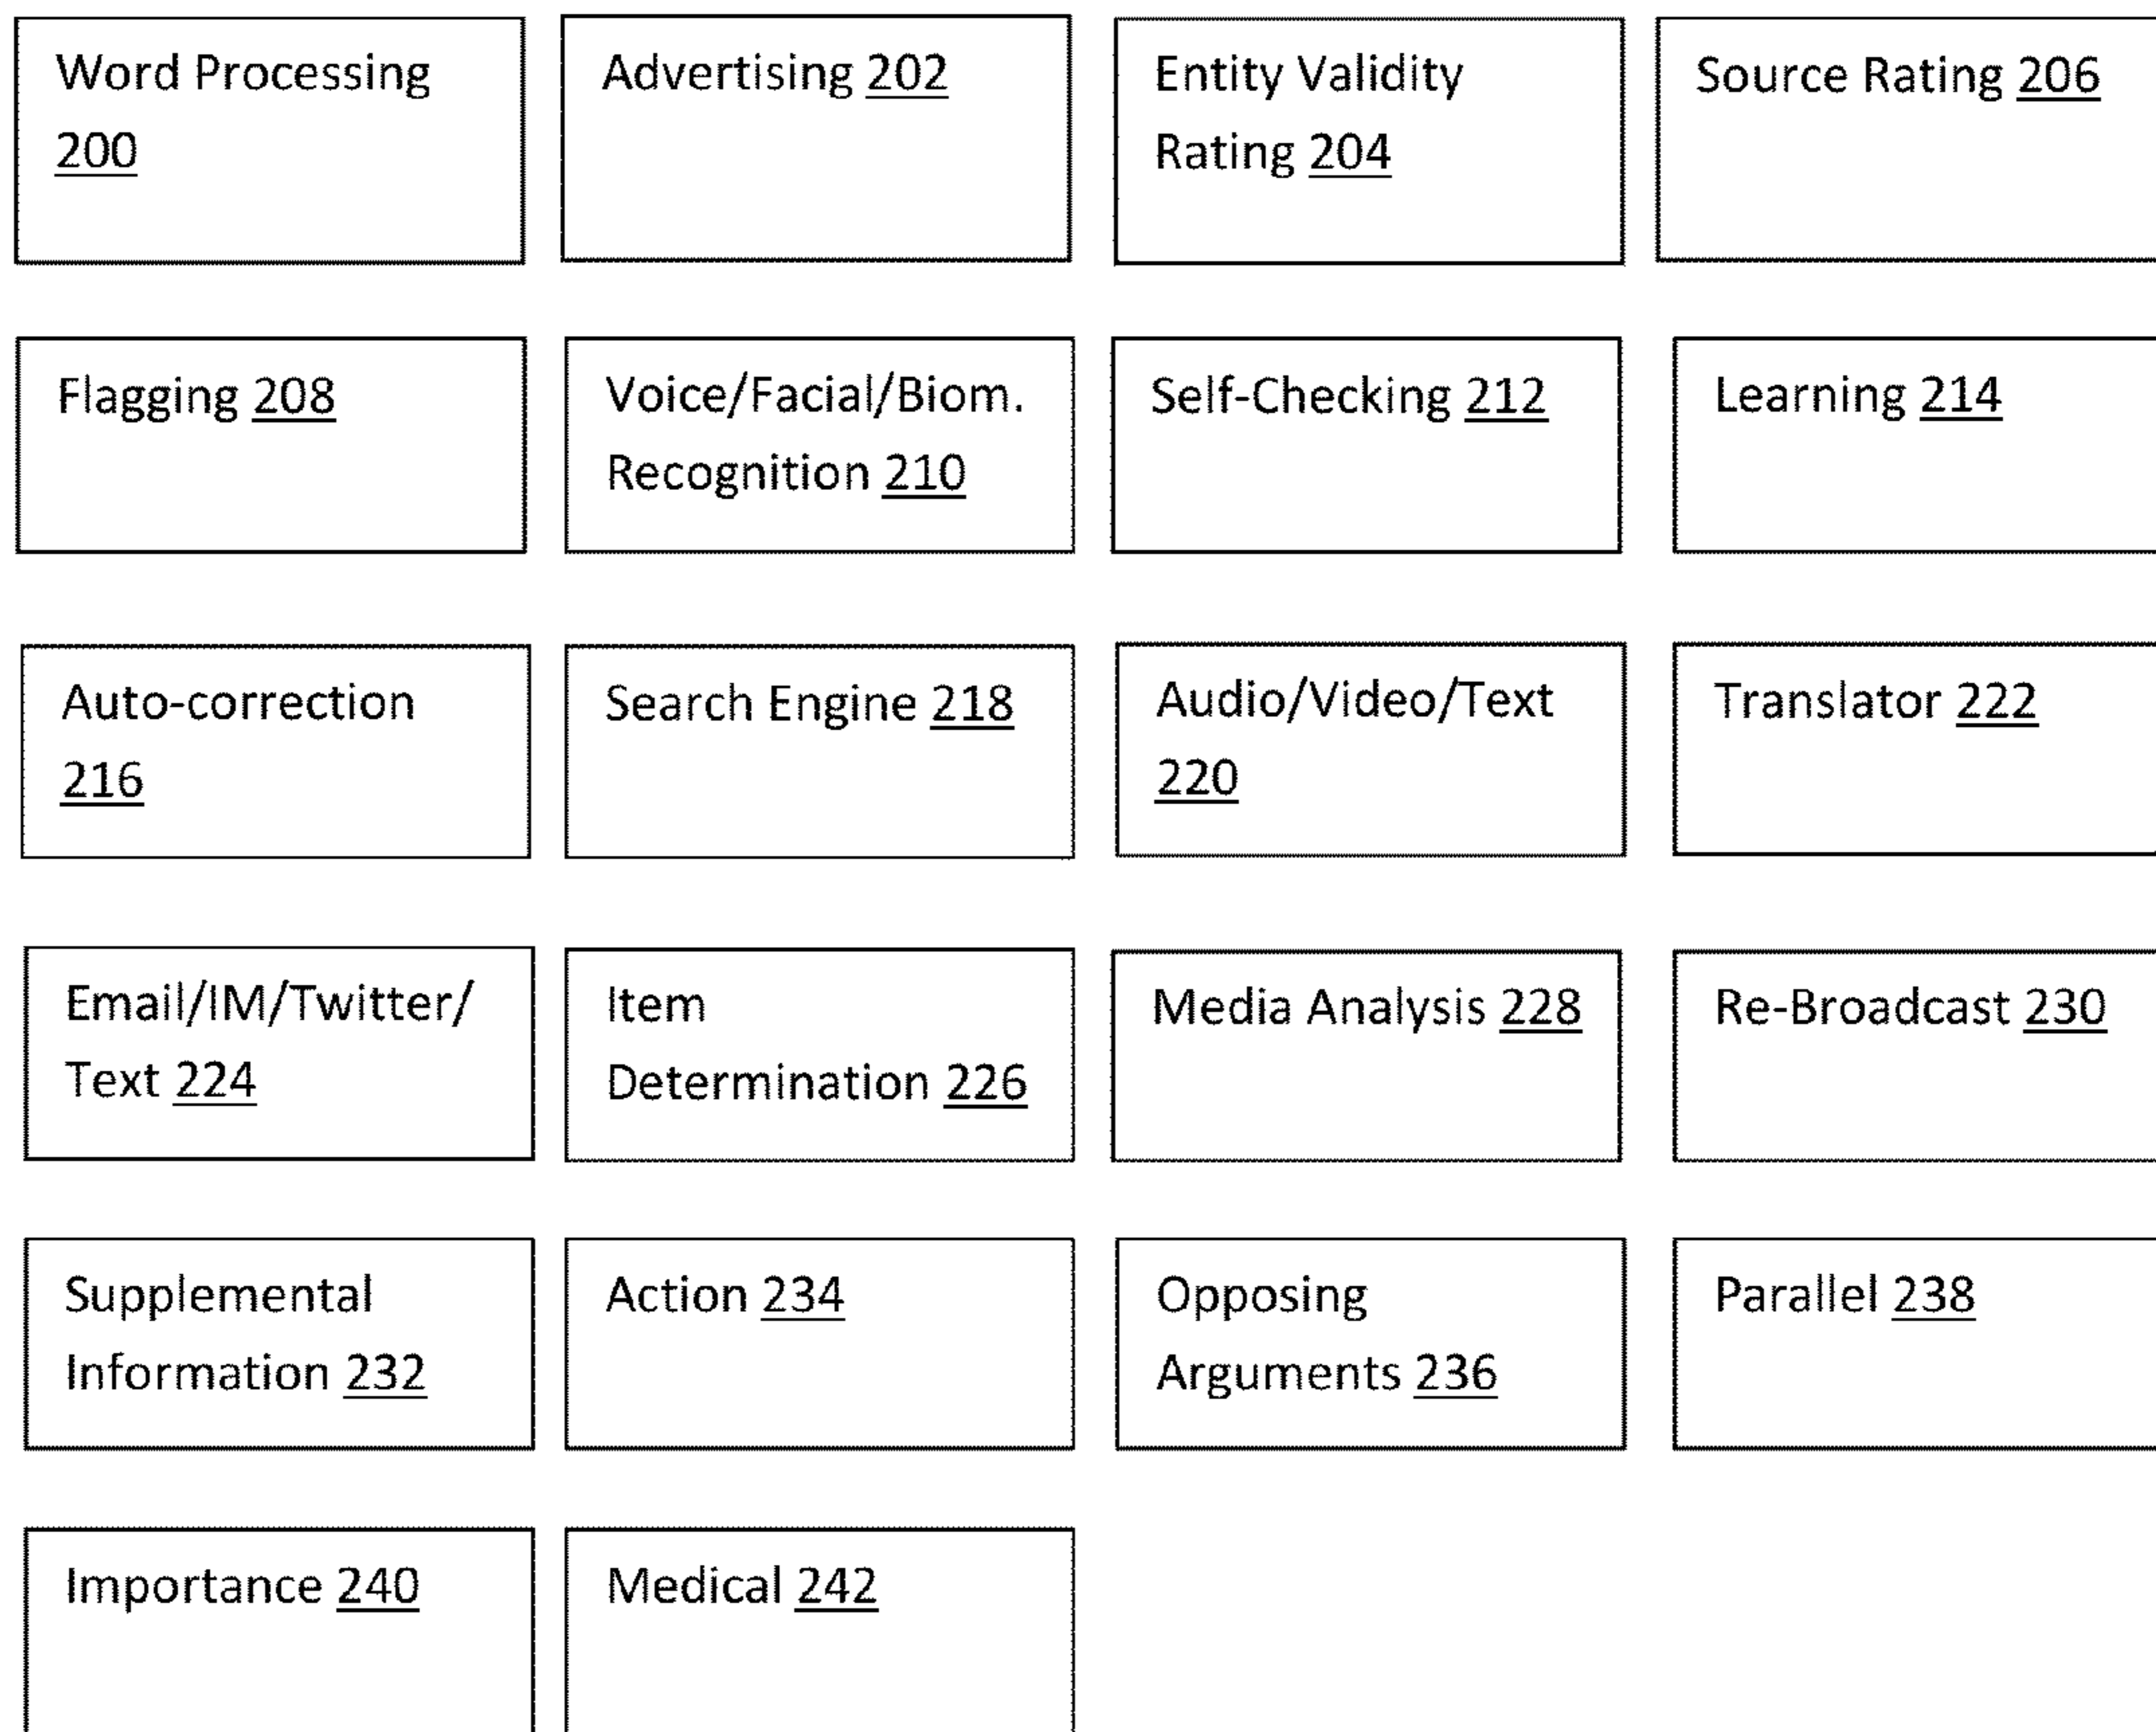 Word Processing
200
Advertising 202
Entity Validity
Rating 204
Source Rating 206
Flagging 208
Voice/Facial/Biom.
Recognition 210
Self-Checking 212
Learning 214
Auto-correction
216
Search Engine 218
Audio/Video/Text
220
Translator 222
Email/IM/Twitter/
Text 224
Item
Determination 226
Media Analysis 228
Re-Broadcast 230
Supplemental
Information 232
Action 234
Opposing
Arguments 236
Parallel 238
Importance 240
Medical 242